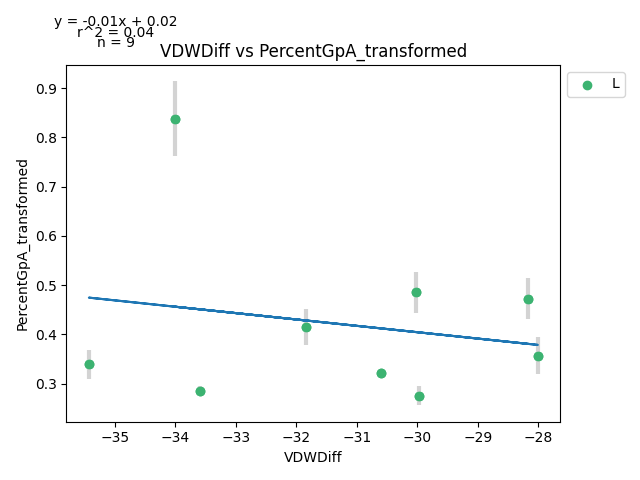 y = -0.01x + 0.02
r^2 = 0.04
n = 9
VDWDiff vs PercentGpA_transformed
L
PercentGpA_transformed
0.9
0.8
0.7
0.6
0.5
0.4
0.3
−35
−34
−33
−32
−31
−30
−29
−28
VDWDiff